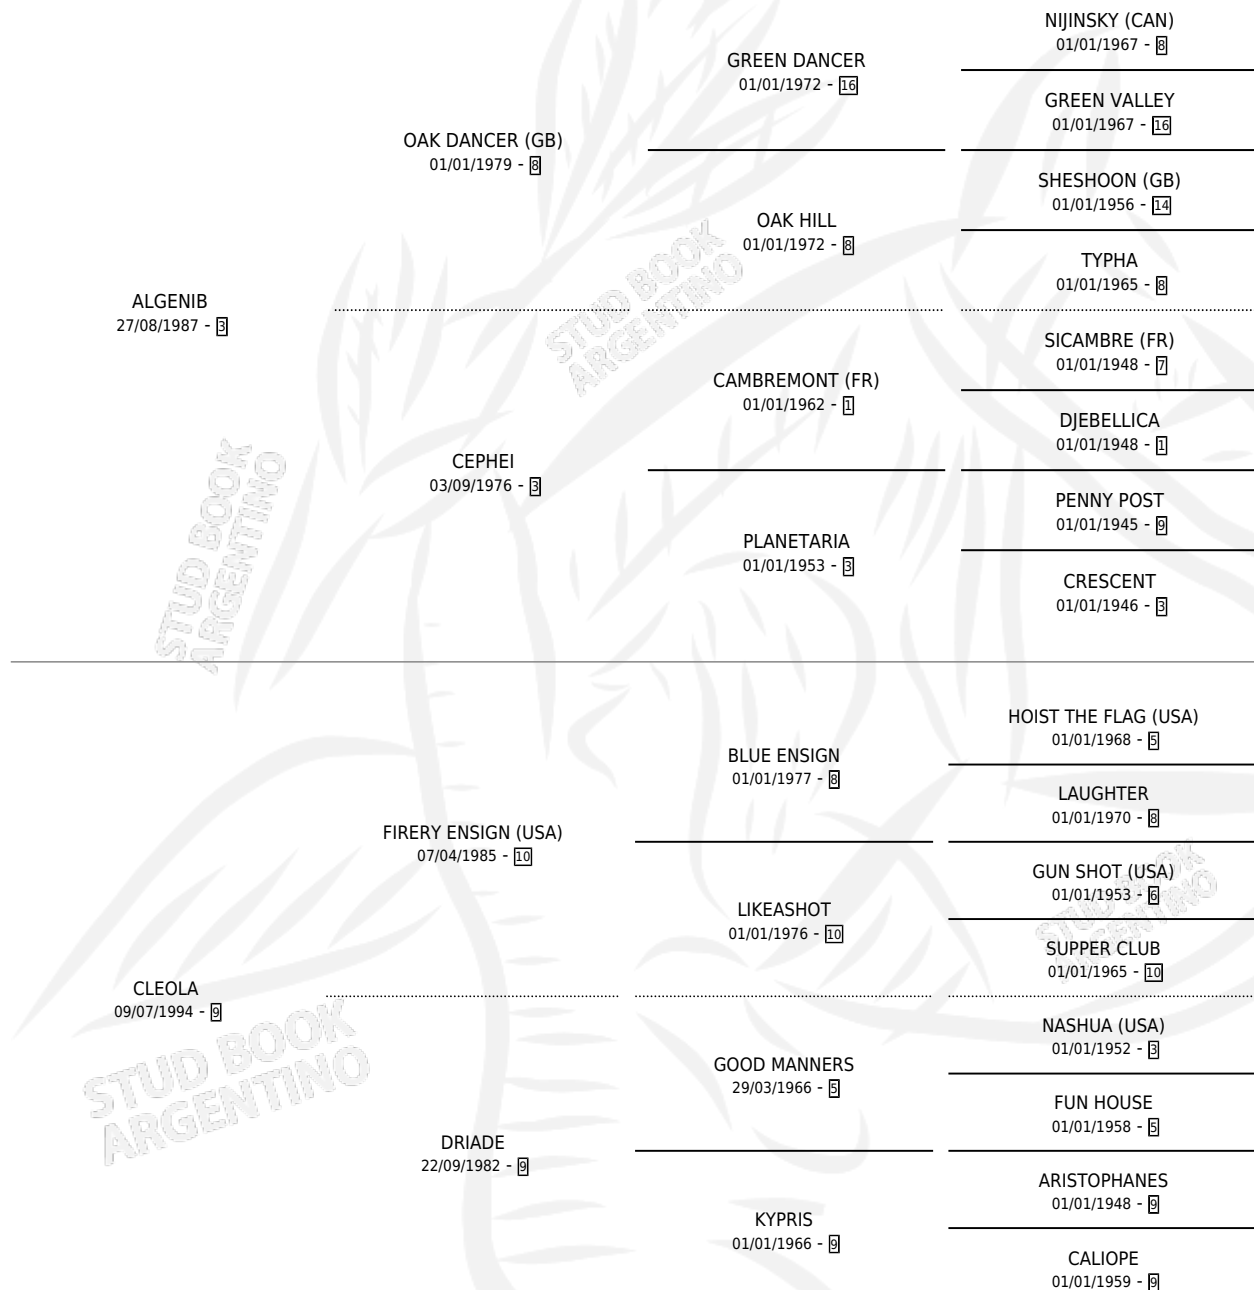 NIJINSKY (CAN)
01/01/1967 - 8
GREEN DANCER
01/01/1972 - 16
GREEN VALLEY
01/01/1967 - 16
OAK DANCER (GB)
01/01/1979 - 8
SHESHOON (GB)
01/01/1956 - 14
OAK HILL
01/01/1972 - 8
TYPHA
01/01/1965 - 8
STUD BOOK
ARGENTINO
ALGENIB
27/08/1987 - 3
SICAMBRE (FR)
01/01/1948 - 7
CAMBREMONT (FR)
01/01/1962 - 1
DJEBELLICA
01/01/1948 - 1
CEPHEI
03/09/1976 - 3
PENNY POST
01/01/1945 - 9
PLANETARIA
01/01/1953 - 3
CRESCENT
01/01/1946 - 3
STUD BOOK
ARGENTINO
HOIST THE FLAG (USA)
01/01/1968 - 5
BLUE ENSIGN
01/01/1977 - 8
LAUGHTER
01/01/1970 - 8
FIRERY ENSIGN (USA)
07/04/1985 - 10
GUN SHOT (USA)
01/01/1953 - 6
LIKEASHOT
01/01/1976 - 10
SUPPER CLUB
01/01/1965 - 10
STUD BOOK
ARGENTINO
CLEOLA
09/07/1994 - 9
NASHUA (USA)
01/01/1952 - 3
GOOD MANNERS
29/03/1966 - 5
FUN HOUSE
01/01/1958 - 5
STUD BOOK
ARGENTINO
DRIADE
22/09/1982 - 9
ARISTOPHANES
01/01/1948 - 9
KYPRIS
01/01/1966 - 9
CALIOPE
01/01/1959 - 9